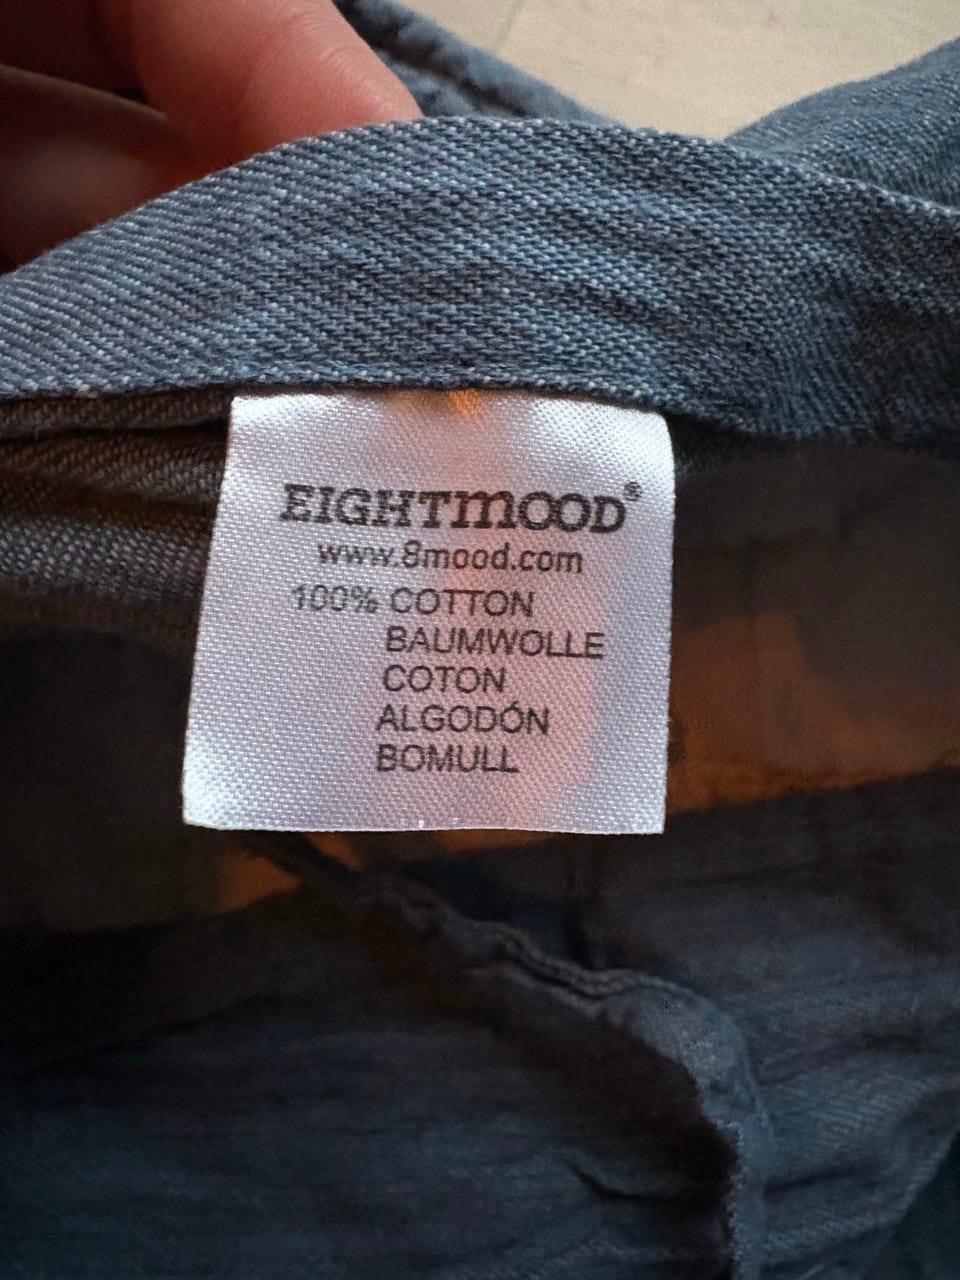 EIGHTMOOD®
www.8mood.com
100% COTTON
BAUMWOLLE
COTON
ALGODÓN
BOMULL